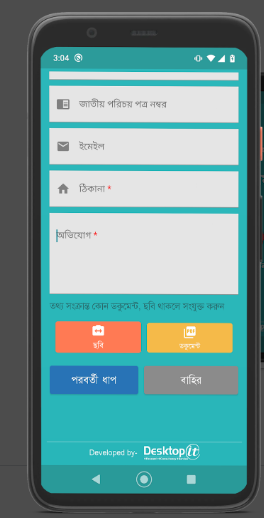 3:04
জাতীয় পরিচয় পত্র নম্বর
ইমেইল
ঠিকানা *
অভিযোগ *
তথ্য সংক্রান্ত কোন ডকুমেন্ট, ছবি থাকলে সংযুক্ত করুন
ছবি
ডকুমেন্ট
পরবর্তী ধাপ
বাহির
Developed by- Desktop it